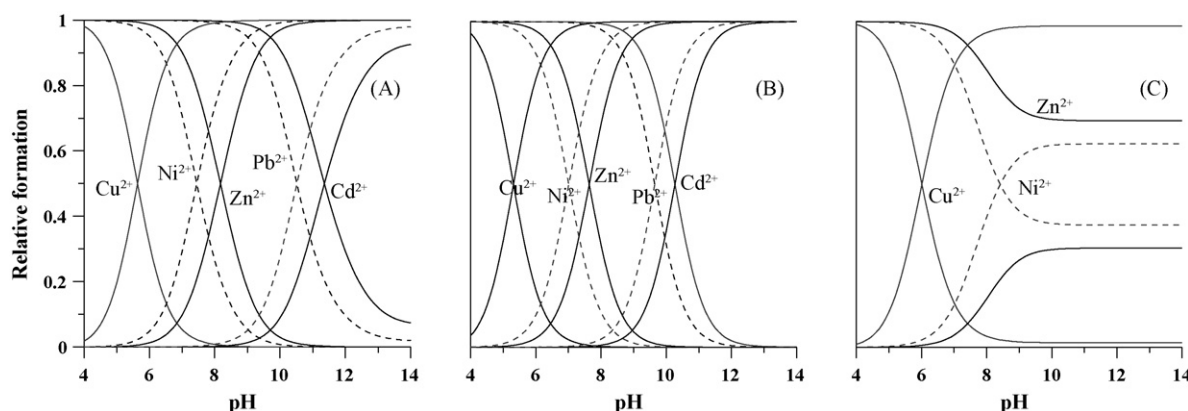 1
0.8
0.6
0.4
0.2
0
Relative formation
4 6 8 10 12 14
pH
(A)
Cu2+
Ni2+
Zn2+
Pb2+
Cd2+
4 6 8 10 12 14
pH
(B)
Cu2+
Ni2+
Zn2+
Pb2+
Cd2+
4 6 8 10 12 14
pH
(C)
Zn2+
Cu2+
Ni2+